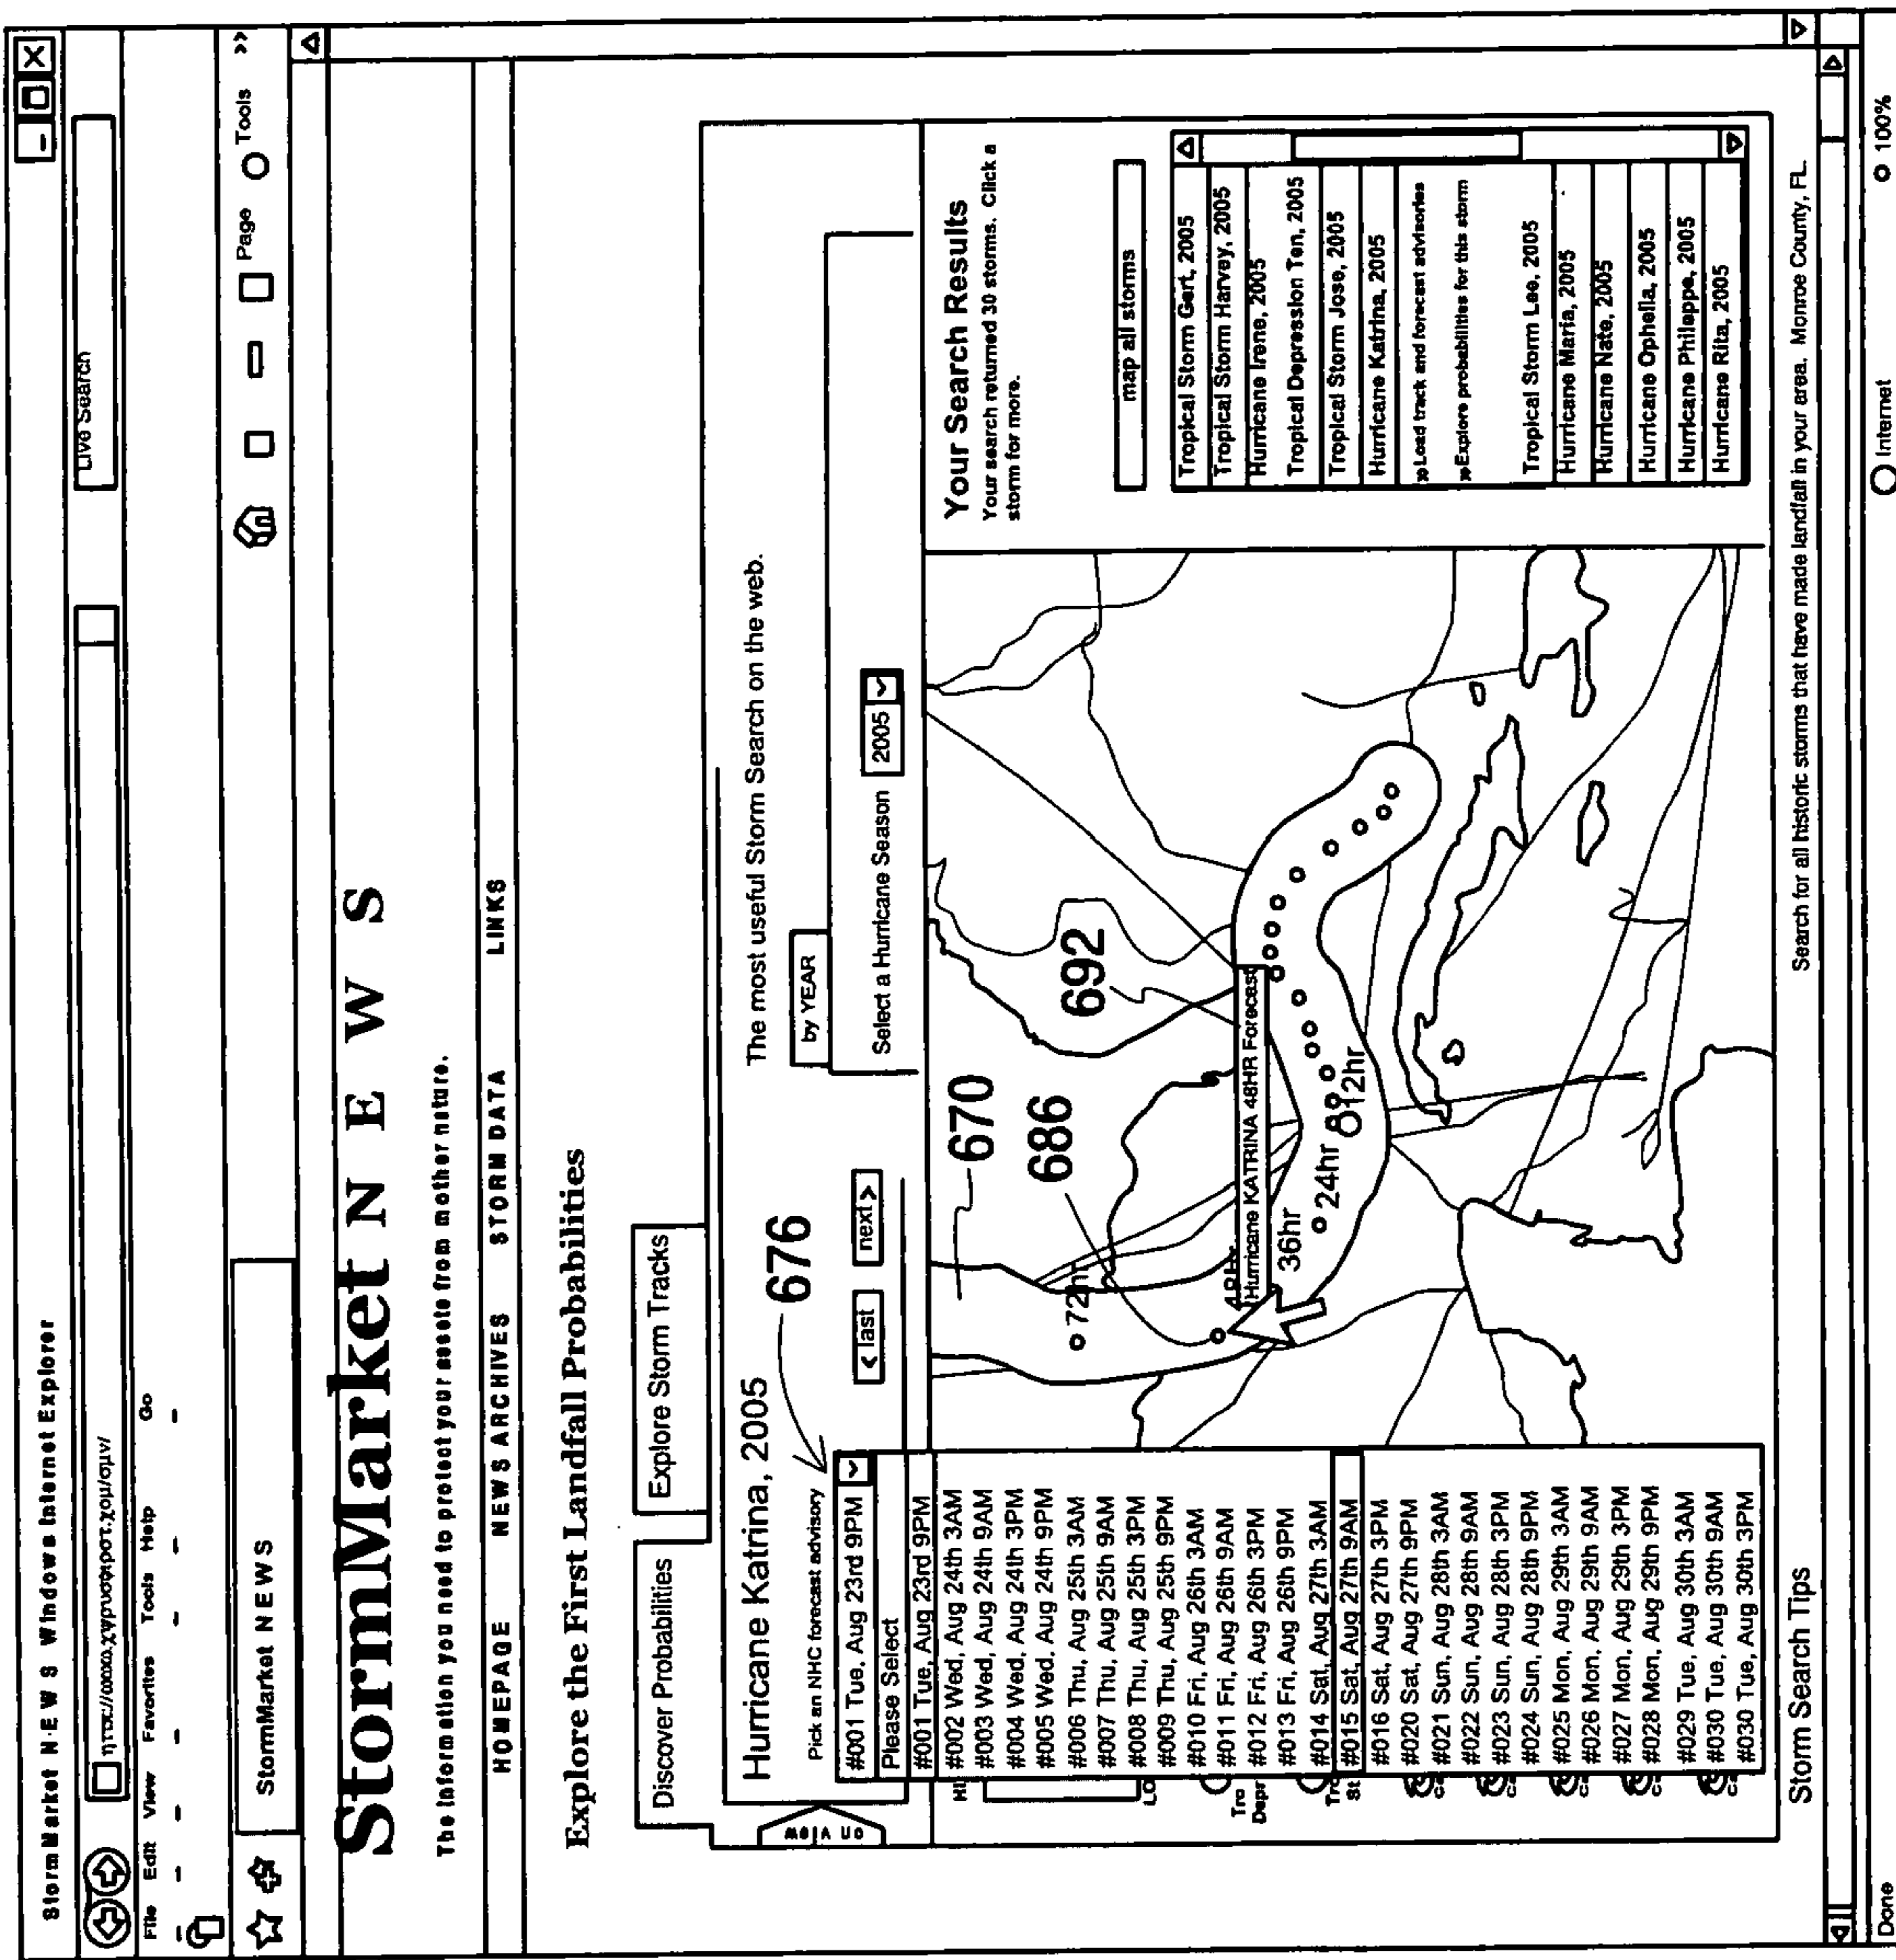 StormMarket N·E W S Windows Internet Explorer
ητπ://ωωω.χψρυσφροστ.χομ/σμν/
Live Search
File Edit View Favorites Tools Help Go
StormMarket N E W S
Page Tools »
StormMarket N E W S
The information you need to protect your assets from mother nature.
HOMEPAGE NEWS ARCHIVES STORM DATA LINKS
Explore the First Landfall Probabilities
Discover Probabilities
Explore Storm Tracks
Hurricane Katrina, 2005
676
The most useful Storm Search on the web.
by YEAR
Pick an NHC forecast advisory
#001 Tue, Aug 23rd 9PM
< last
next >
Select a Hurricane Season 2005
Please Select
#001 Tue, Aug 23rd 9PM
#002 Wed, Aug 24th 3AM
#003 Wed, Aug 24th 9AM
#004 Wed, Aug 24th 3PM
#005 Wed. Aug 24th 9PM
#006 Thu, Aug 25th 3AM
#007 Thu, Aug 25th 9AM
#008 Thu, Aug 25th 3PM
#009 Thu, Aug 25th 9PM
#010 Fri, Aug 26th 3AM
#011 Fri, Aug 26th 9AM
#012 Fri, Aug 26th 3PM
#013 Fri, Aug 26th 9PM
#014 Sat, Aug 27th 3AM
#015 Sat, Aug 27th 9AM
#016 Sat, Aug 27th 3PM
#020 Sat, Aug 27th 9PM
#021 Sun, Aug 28th 3AM
#022 Sun, Aug 28th 9AM
#023 Sun, Aug 28th 3PM
#024 Sun, Aug 28th 9PM
#025 Mon, Aug 29th 3AM
#026 Mon, Aug 29th 9AM
#027 Mon, Aug 29th 3PM
#028 Mon, Aug 29th 9PM
#029 Tue, Aug 30th 3AM
#030 Tue, Aug 30th 9AM
#030 Tue, Aug 30th 3PM
HI
LO
Tro
Depr
Tro
St
670
686
692
72hr
Hurricane KATRINA 48HR Forecast
36hr
24hr
12hr
Your Search Results
Your search returned 30 storms. Click a
storm for more.
map all storms
Tropical Storm Gert, 2005
Tropical Storm Harvey, 2005
Hurricane Irene, 2005
Tropical Depression Ten, 2005
Tropical Storm Jose, 2005
Hurricane Katrina, 2005
»Load track and forecast advisories
»Explore probabilities for this storm
Tropical Storm Lee, 2005
Hurricane Maria, 2005
Hurricane Nate, 2005
Hurricane Ophelia, 2005
Hurricane Phileppe, 2005
Hurricane Rita, 2005
Storm Search Tips
Search for all historic storms that have made landfall in your area. Monroe County, FL.
Done
Internet
100%